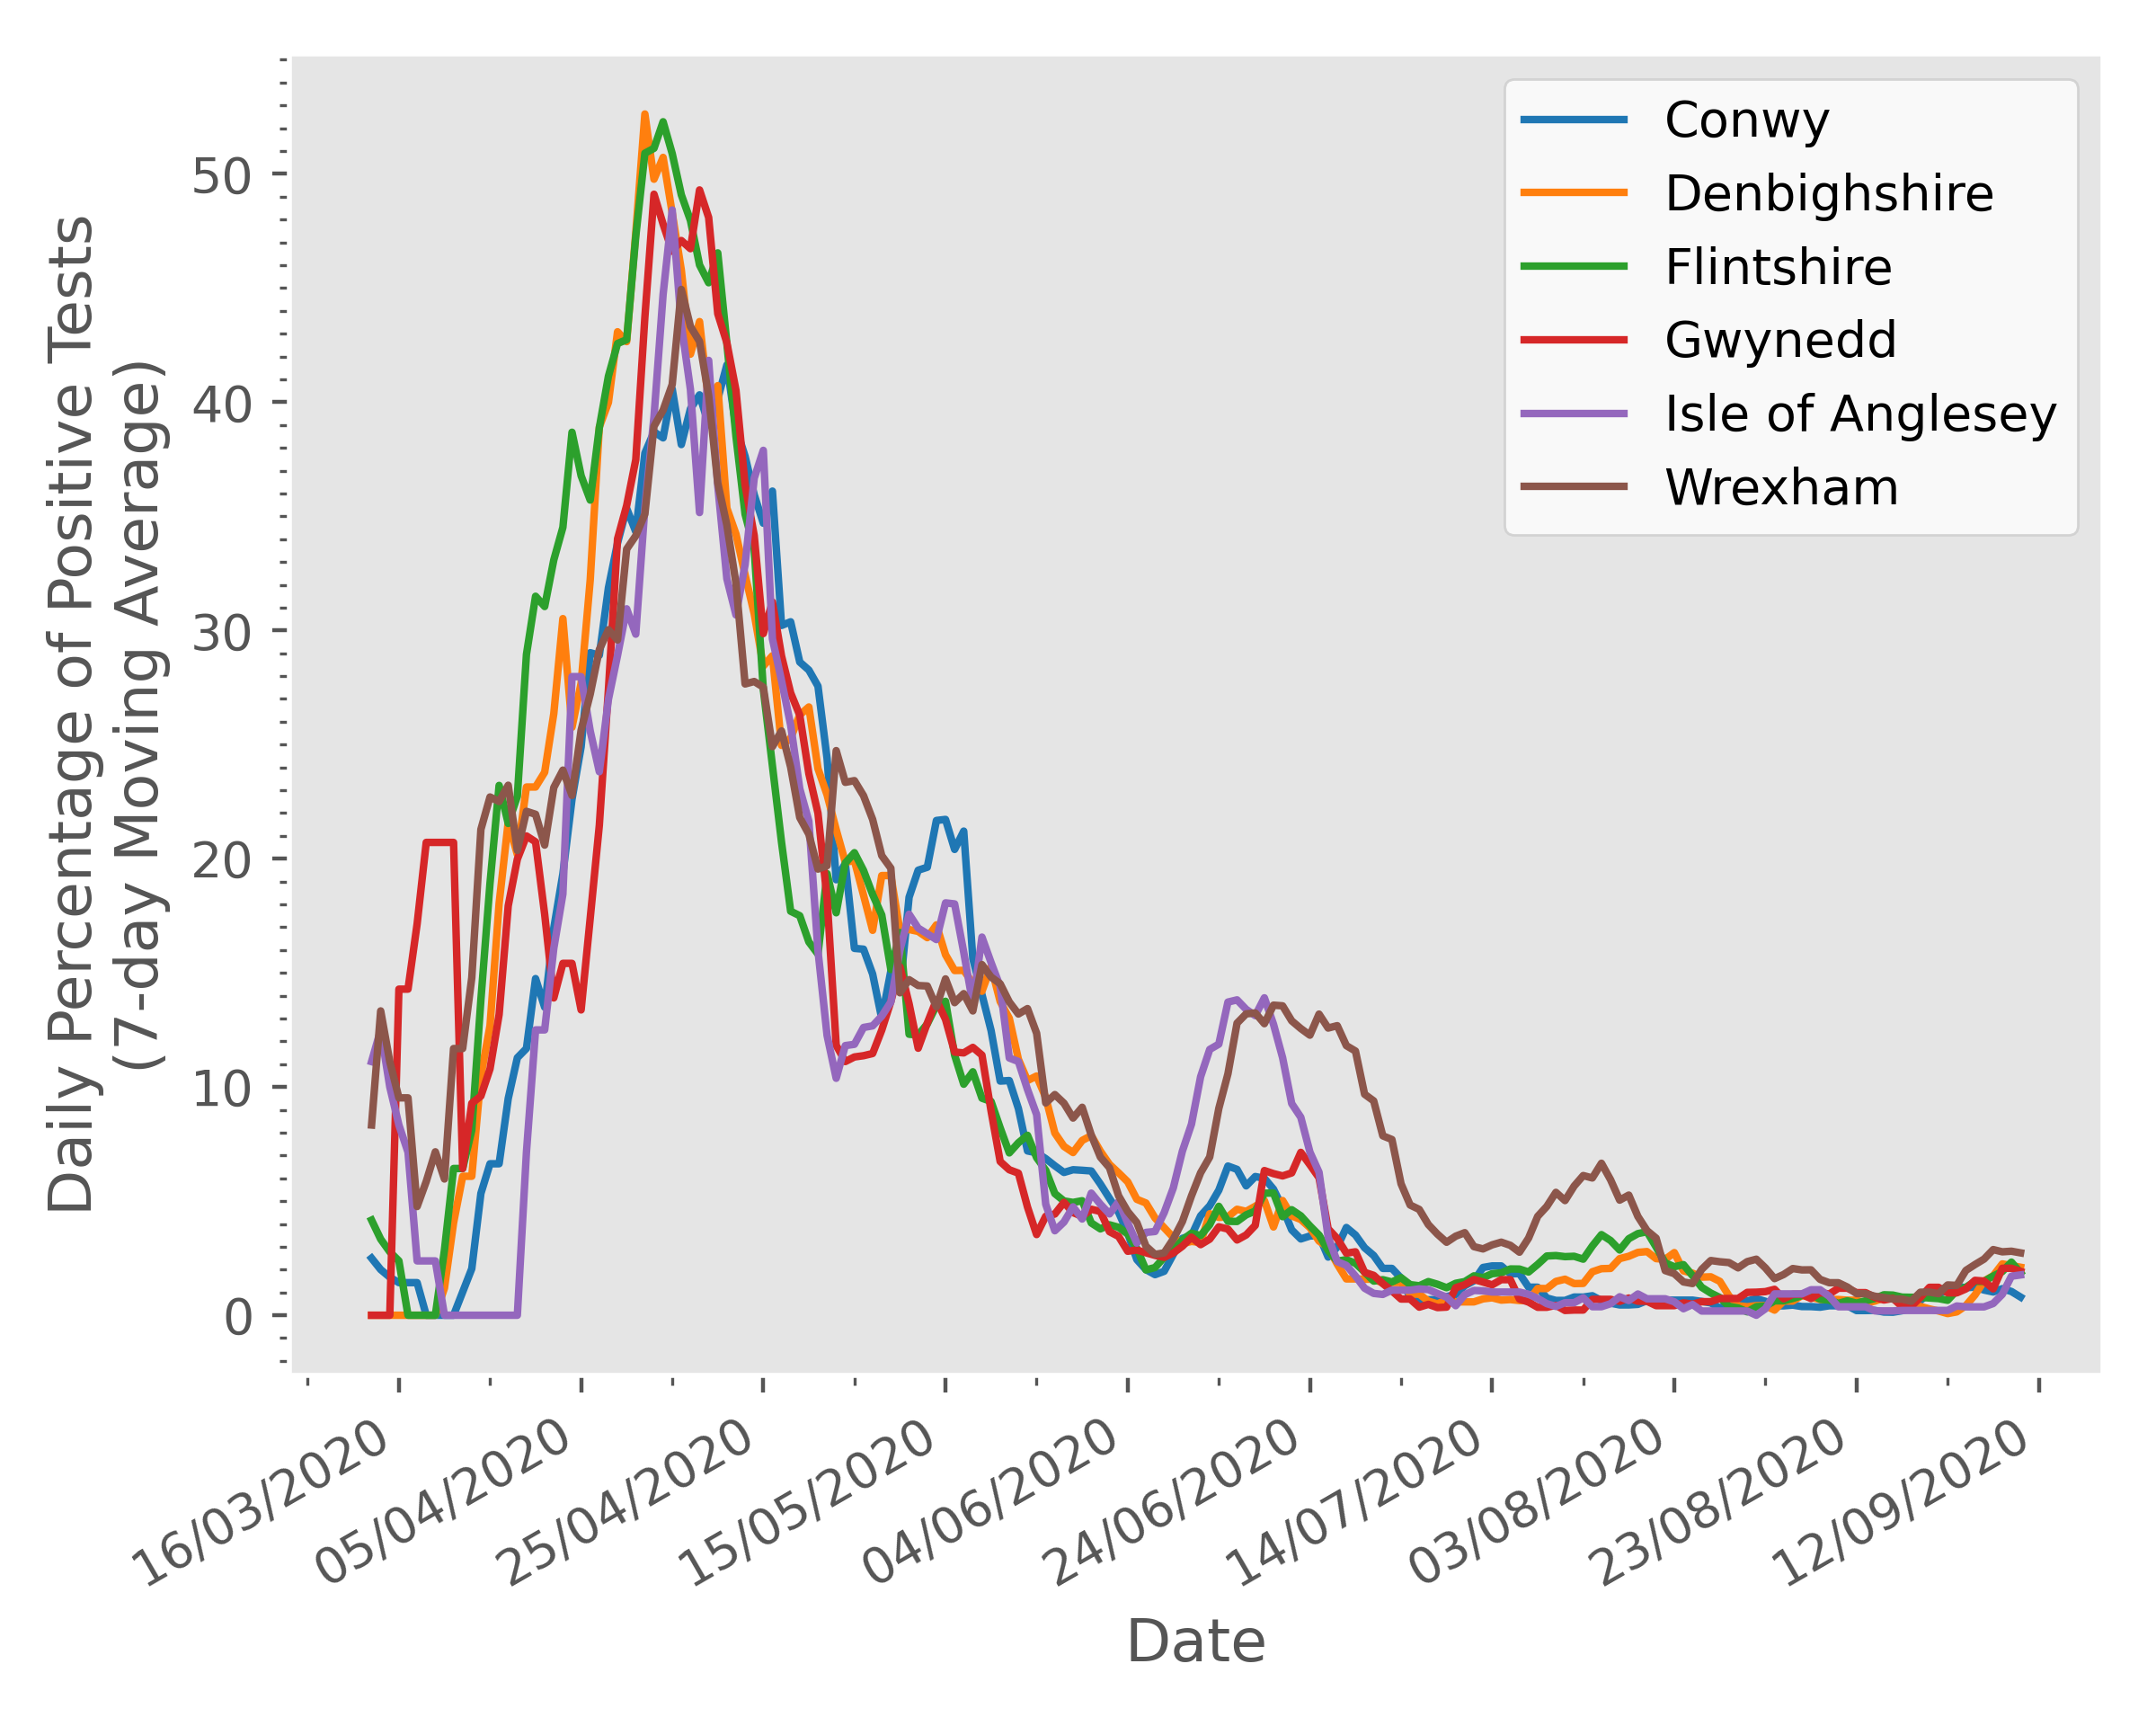 Daily Percentage of Positive Tests
(7-day Moving Average)
50
40
30
20
10
0
Conwy
Denbighshire
Flintshire
Gwynedd
Isle of Anglesey
Wrexham
16/03/2020
05/04/2020
25/04/2020
15/05/2020
04/06/2020
24/06/2020
14/07/2020
03/08/2020
23/08/2020
12/09/2020
Date